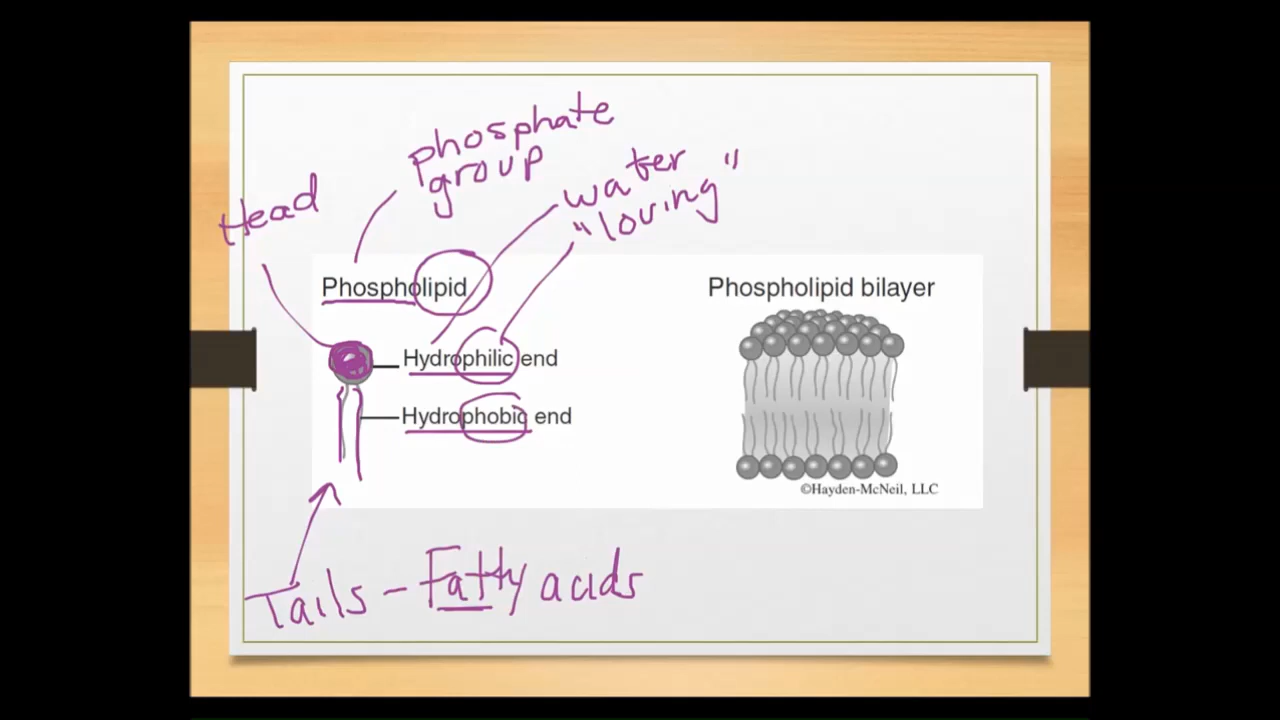 phosphate
group
water
"loving"
Head
Phospholipid
Hydrophilic end
Hydrophobic end
Phospholipid bilayer
©Hayden-McNeil, LLC
Tails - Fatty acids